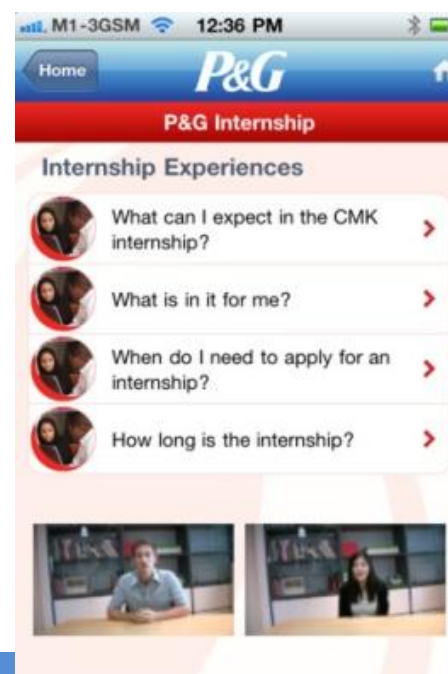 M1-3GSM 12:36 PM
Home
P&G
P&G Internship
Internship Experiences
What can I expect in the CMK
internship?
What is in it for me?
When do I need to apply for an
internship?
How long is the internship?